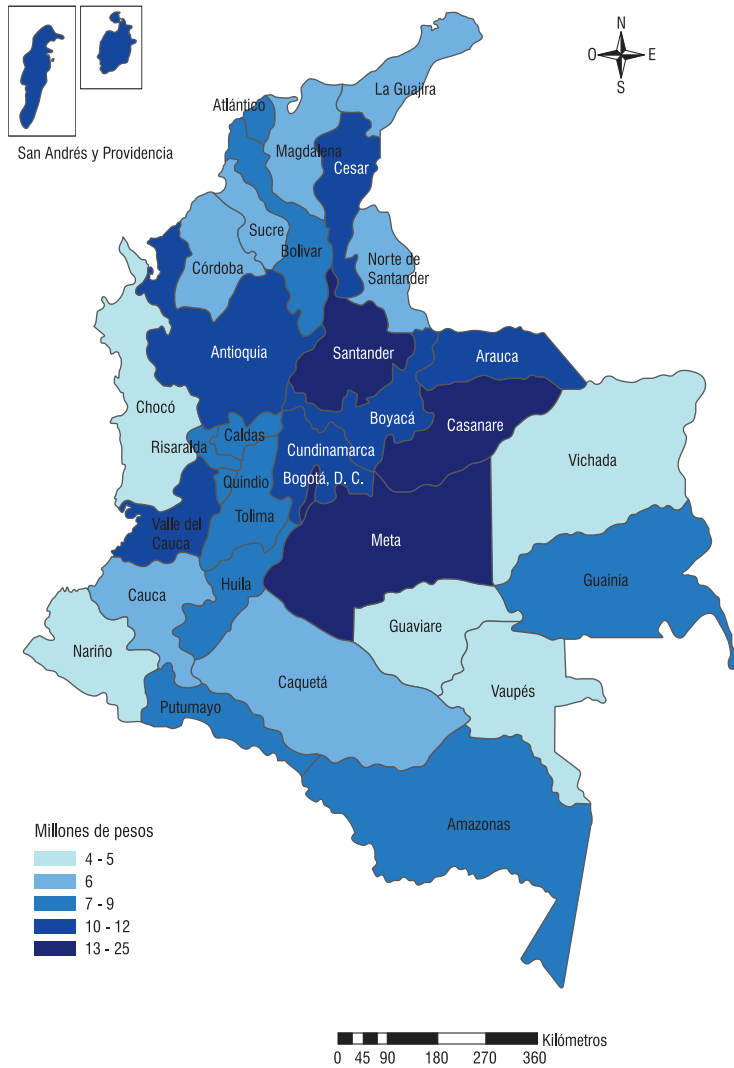 N
O E
S
San Andrés y Providencia
La Guajira
Atlántico
Magdalena
Cesar
Sucre
Bolivar
Córdoba
Norte de
Santander
Antioquia
Santander
Arauca
Chocó
Boyacá
Casanare
Risaralda
Caldas
Cundinamarca
Vichada
Quindio
Bogotá, D. C.
Tolima
Valle del
Cauca
Meta
Guainía
Huila
Cauca
Guaviare
Nariño
Caquetá
Vaupés
Putumayo
Amazonas
Millones de pesos
4 - 5
6
7 - 9
10 - 12
13 - 25
Kilómetros
0 45 90 180 270 360